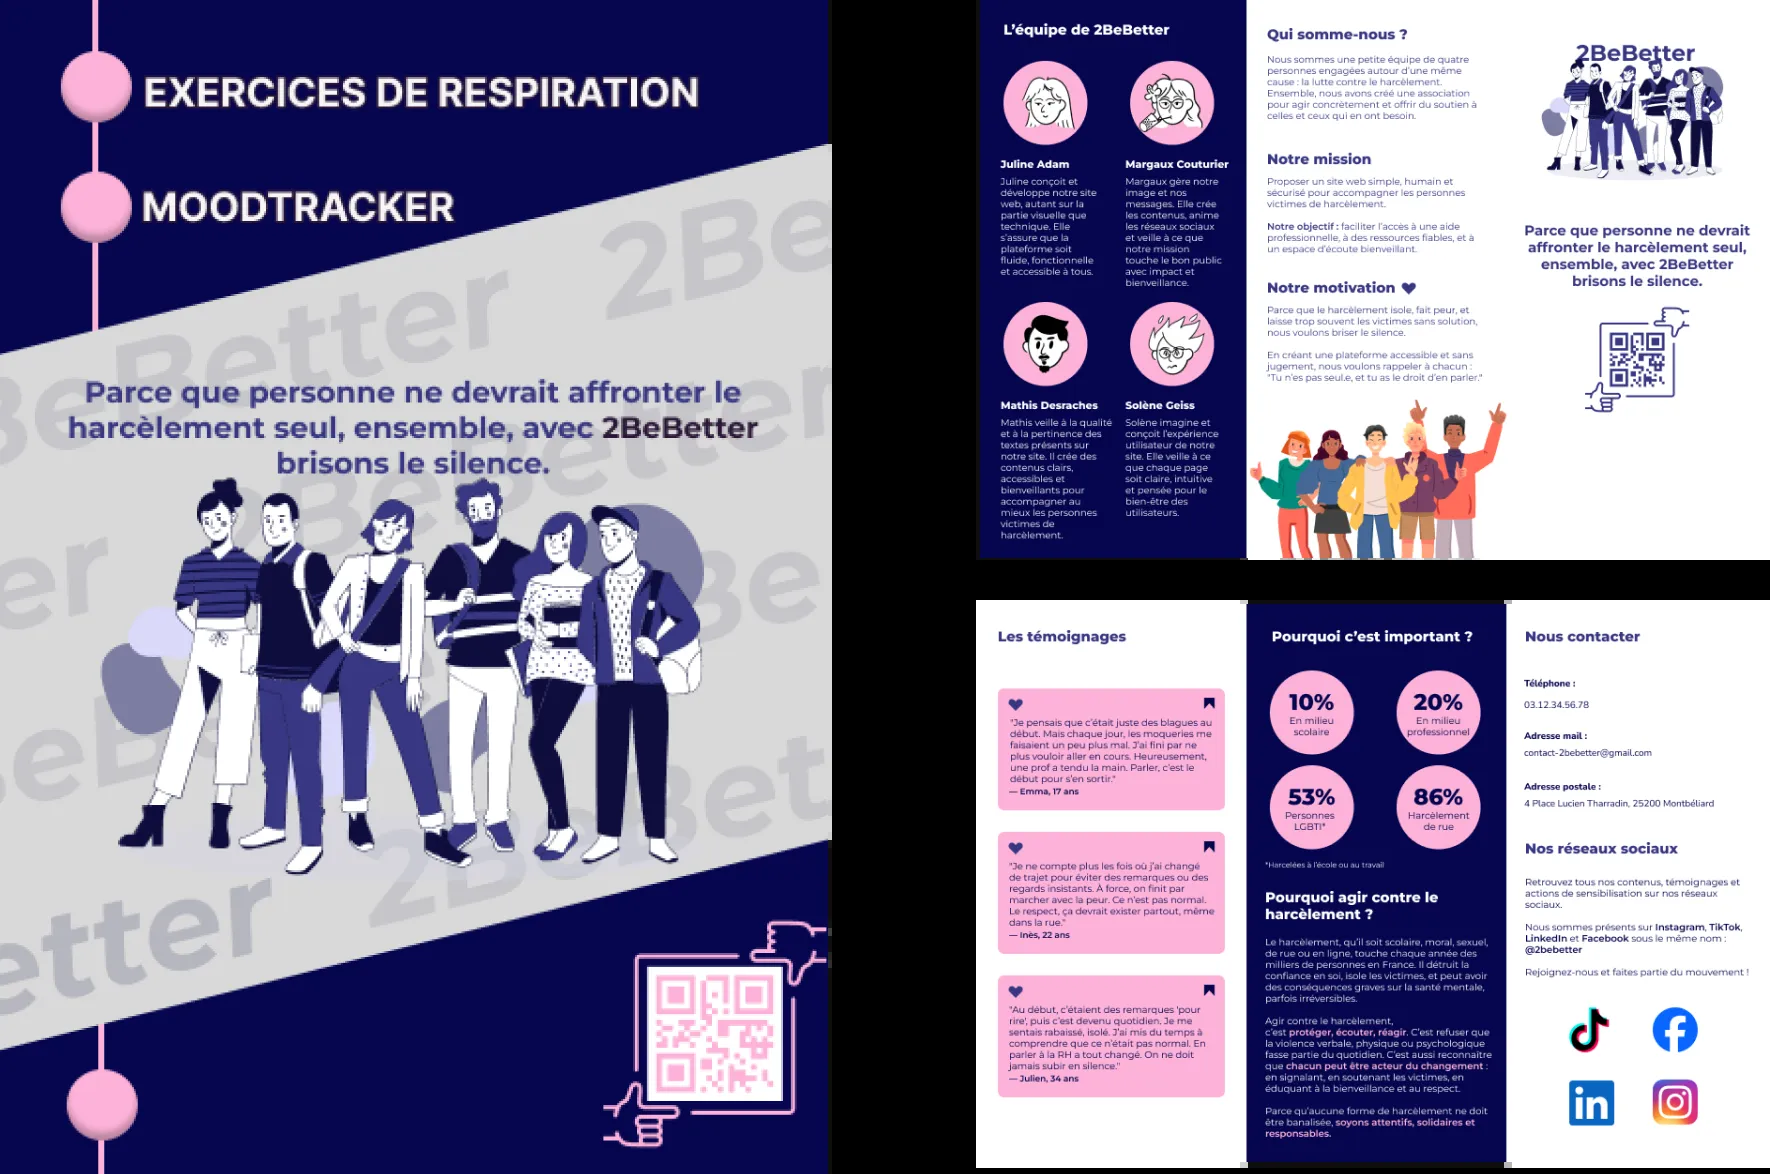 EXERCICES DE RESPIRATION
MOODTRACKER
2BeBetter
2Be
Parce que personne ne devrait affronter le
harcèlement seul, ensemble, avec 2BeBetter
brisons le silence.
L'équipe de 2BeBetter
Juline Adam
Juline conçoit et
développe notre site
web, autant sur la
partie visuelle que
technique. Elle
s'assure que la
plateforme soit
fluide, fonctionnelle
et accessible à tous.
Margaux Couturier
Margaux gère notre
image et nos
messages. Elle crée
les contenus, anime
les réseaux sociaux
et veille à ce que
notre mission
touche le bon public
avec impact et
bienveillance.
Mathis Desraches
Mathis veille à la qualité
et à la pertinence des
textes présents sur
notre site. Il crée des
contenus clairs,
accessibles et
bienveillants pour
accompagner au
mieux les personnes
victimes de
harcèlement.
Solène Geiss
Solène imagine et
conçoit l'expérience
utilisateur de notre
site. Elle veille à ce
que chaque page
soit claire, intuitive
et pensée pour le
bien-être des
utilisateurs.
Qui somme-nous ?
Nous sommes une petite équipe de quatre
personnes engagées autour d'une même
cause : la lutte contre le harcèlement.
Ensemble, nous avons créé une association
pour agir concrètement et offrir du soutien à
celles et ceux qui en ont besoin.
Notre mission
Proposer un site web simple, humain et
sécurisé pour accompagner les personnes
victimes de harcèlement.
Notre objectif : faciliter l'accès à une aide
professionnelle, à des ressources fiables, et à
un espace d'écoute bienveillant.
Notre motivation
Parce que le harcèlement isole, fait peur, et
laisse trop souvent les victimes sans solution,
nous voulons briser le silence.
En créant une plateforme accessible et sans
jugement, nous voulons rappeler à chacun :
"Tu n'es pas seul.e, et tu as le droit d'en parler."
2BeBetter
Parce que personne ne devrait
affronter le harcèlement seul,
ensemble, avec 2BeBetter
brisons le silence.
Les témoignages
"Je pensais que c'était juste des blagues au
début. Mais chaque jour, les moqueries me
faisaient un peu plus mal. J'ai fini par ne
plus vouloir aller en cours. Heureusement,
une prof a tendu la main. Parler, c'est le
début pour s'en sortir."
— Emma, 17 ans
"Je ne compte plus les fois où j'ai changé
de trajet pour éviter des remarques ou des
regards insistants. À force, on finit par
marcher avec la peur. Ce n'est pas normal.
Le respect, ça devrait exister partout, même
dans la rue."
— Inès, 22 ans
"Au début, c'étaient des remarques 'pour
rire', puis c'est devenu quotidien. Je me
sentais rabaissé, isolé. J'ai mis du temps à
comprendre que ce n'était pas normal. En
parler à la RH a tout changé. On ne doit
jamais subir en silence."
— Julien, 34 ans
Pourquoi c'est important ?
10%
En milieu
scolaire
20%
En milieu
professionnel
53%
Personnes
LGBTI*
86%
Harcèlement
de rue
*Harcelées à l'école ou au travail
Pourquoi agir contre le
harcèlement ?
Le harcèlement, qu'il soit scolaire, moral, sexuel,
de rue ou en ligne, touche chaque année des
milliers de personnes en France. Il détruit la
confiance en soi, isole les victimes, et peut avoir
des conséquences graves sur la santé mentale,
parfois irréversibles.
Agir contre le harcèlement,
c'est protéger, écouter, réagir. C'est refuser que
la violence verbale, physique ou psychologique
fasse partie du quotidien. C'est aussi reconnaître
que chacun peut être acteur du changement :
en signalant, en soutenant les victimes, en
éduquant à la bienveillance et au respect.
Parce qu'aucune forme de harcèlement ne doit
être banalisée, soyons attentifs, solidaires et
responsables.
Nous contacter
Téléphone :
03.12.34.56.78
Adresse mail :
contact-2bebetter@gmail.com
Adresse postale :
4 Place Lucien Tharradin, 25200 Montbéliard
Nos réseaux sociaux
Retrouvez tous nos contenus, témoignages et
actions de sensibilisation sur nos réseaux
sociaux.
Nous sommes présents sur Instagram, TikTok,
LinkedIn et Facebook sous le même nom :
@2bebetter
Rejoignez-nous et faites partie du mouvement !
in